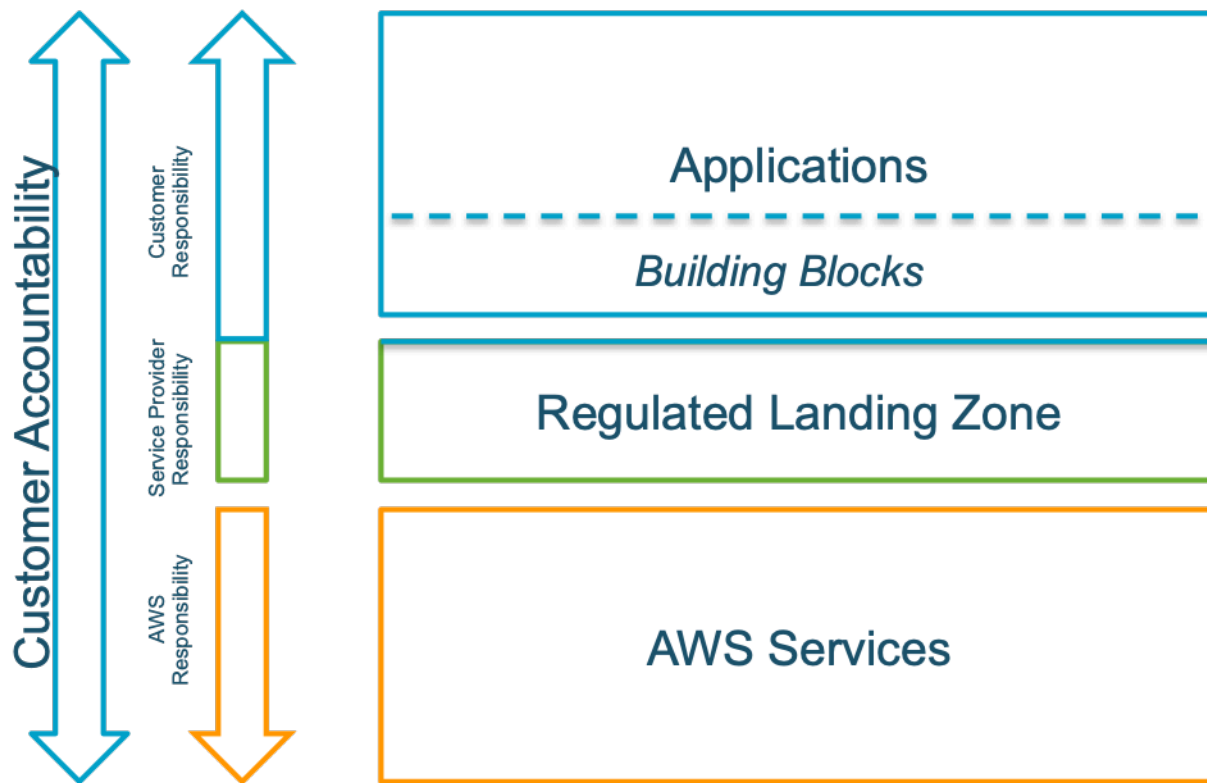 Customer Accountability
Customer
Responsibility
Service Provider
Responsibility
AWS
Responsibility
Applications
Building Blocks
Regulated Landing Zone
AWS Services